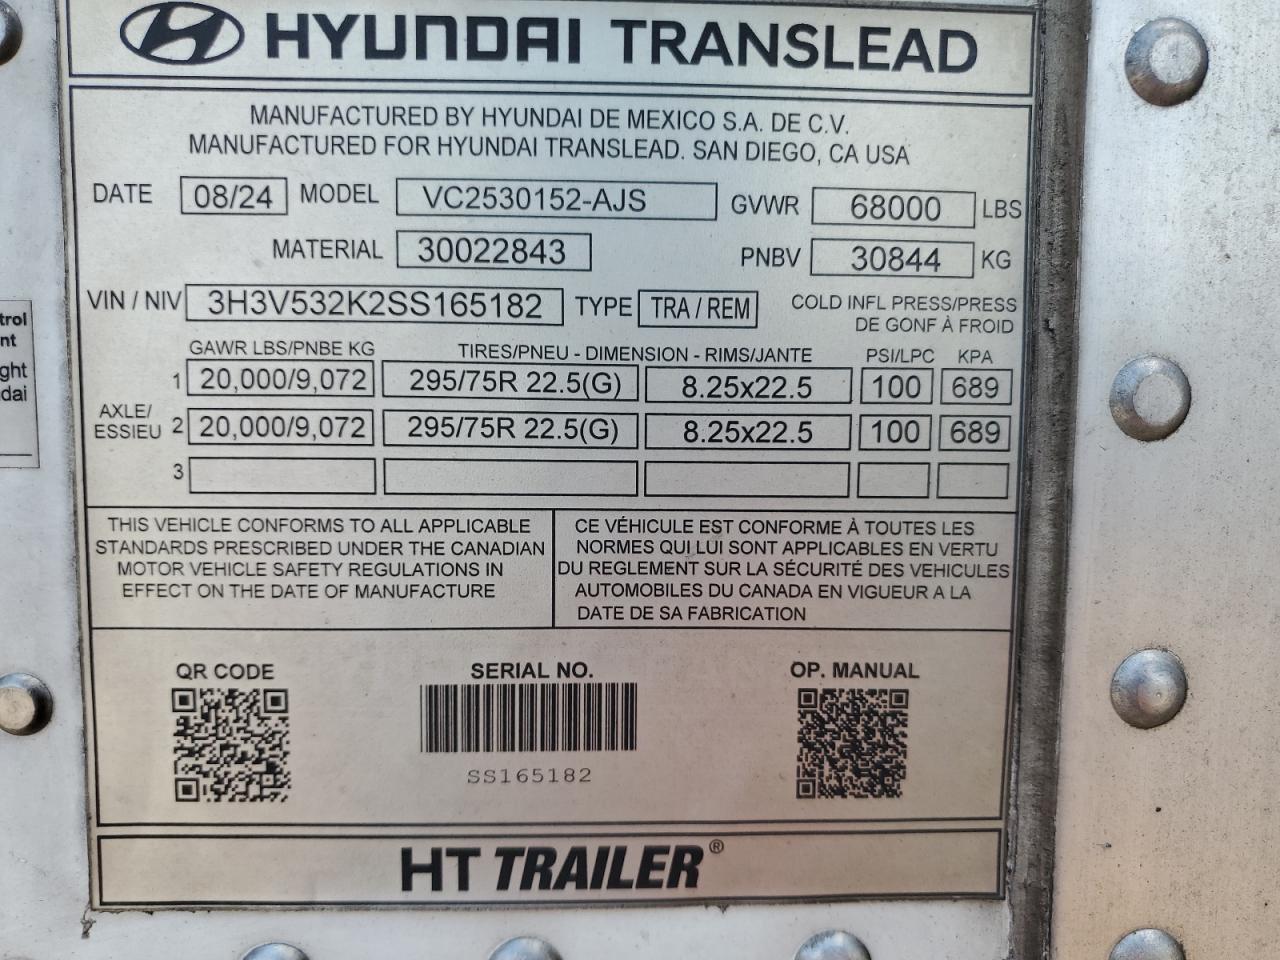 HYUNDAI TRANSLEAD
MANUFACTURED BY HYUNDAI DE MEXICO S.A. DE C.V.
MANUFACTURED FOR HYUNDAI TRANSLEAD. SAN DIEGO, CA USA
DATE 08/24 MODEL VC2530152-AJS GVWR 68000 LBS
MATERIAL 30022843 PNBV 30844 KG
VIN / NIV 3H3V532K2SS165182 TYPE TRA / REM COLD INFL PRESS/PRESS
DE GONF À FROID
GAWR LBS/PNBE KG TIRES/PNEU - DIMENSION - RIMS/JANTE PSI/LPC KPA
1 20,000/9,072 295/75R 22.5(G) 8.25x22.5 100 689
AXLE/
ESSIEU 2 20,000/9,072 295/75R 22.5(G) 8.25x22.5 100 689
3
THIS VEHICLE CONFORMS TO ALL APPLICABLE
STANDARDS PRESCRIBED UNDER THE CANADIAN
MOTOR VEHICLE SAFETY REGULATIONS IN
EFFECT ON THE DATE OF MANUFACTURE
CE VÉHICULE EST CONFORME À TOUTES LES
NORMES QUI LUI SONT APPLICABLES EN VERTU
DU REGLEMENT SUR LA SÉCURITÉ DES VEHICULES
AUTOMOBILES DU CANADA EN VIGUEUR A LA
DATE DE SA FABRICATION
QR CODE SERIAL NO. OP. MANUAL
SS165182
HT TRAILER®